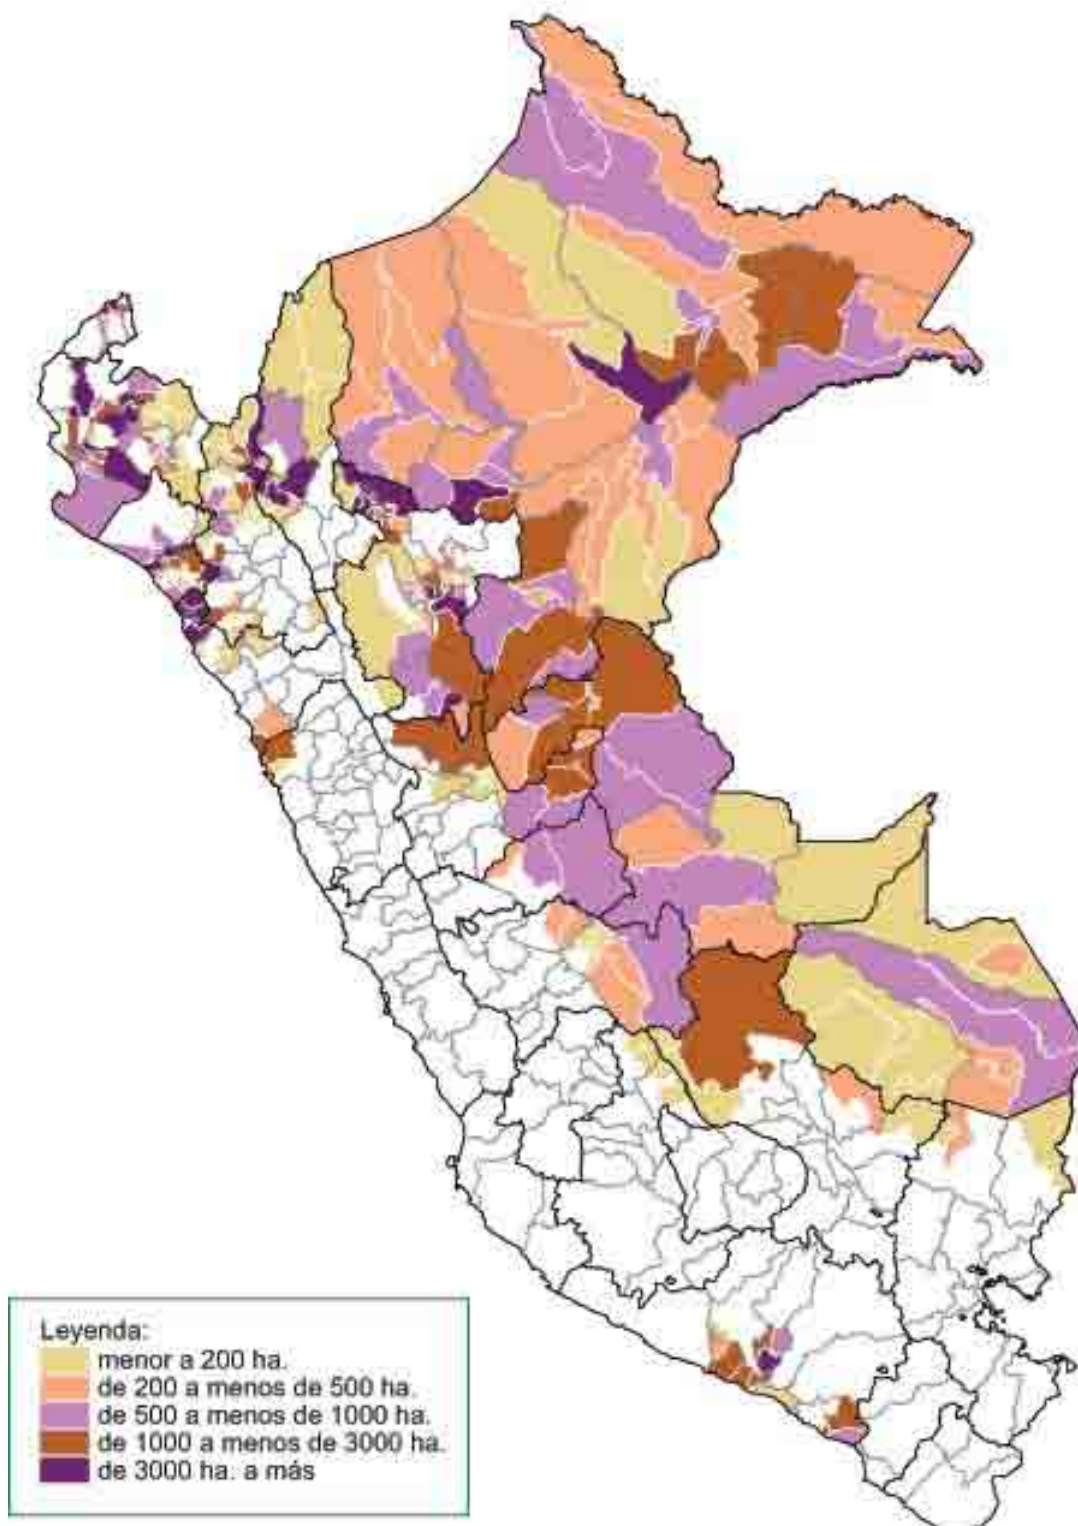 Leyenda:
menor a 200 ha.
de 200 a menos de 500 ha.
de 500 a menos de 1000 ha.
de 1000 a menos de 3000 ha.
de 3000 ha. a más